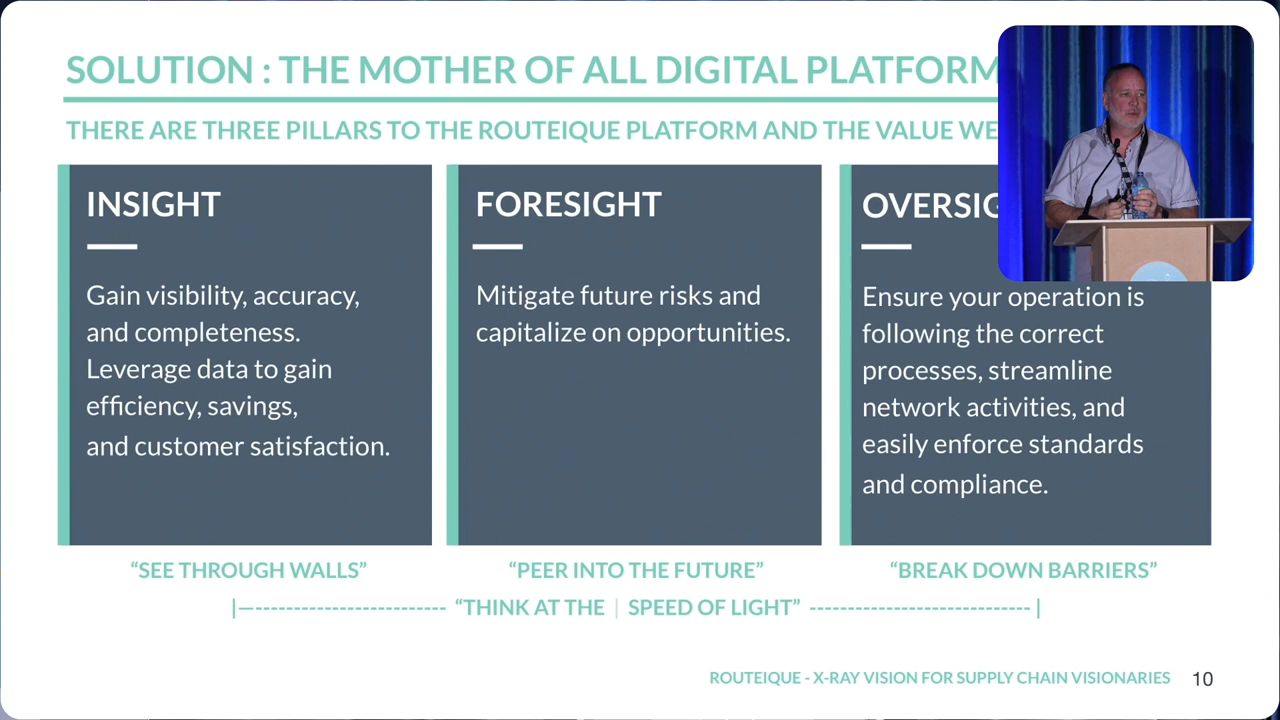 SOLUTION : THE MOTHER OF ALL DIGITAL PLATFORM
THERE ARE THREE PILLARS TO THE ROUTEIQUE PLATFORM AND THE VALUE WE
INSIGHT
Gain visibility, accuracy,
and completeness.
Leverage data to gain
efficiency, savings,
and customer satisfaction.
"SEE THROUGH WALLS"
FORESIGHT
Mitigate future risks and
capitalize on opportunities.
"PEER INTO THE FUTURE"
OVERSIG
Ensure your operation is
following the correct
processes, streamline
network activities, and
easily enforce standards
and compliance.
"BREAK DOWN BARRIERS"
|—------------------------- "THINK AT THE | SPEED OF LIGHT" ----------------------------- |
ROUTEIQUE - X-RAY VISION FOR SUPPLY CHAIN VISIONARIES 10